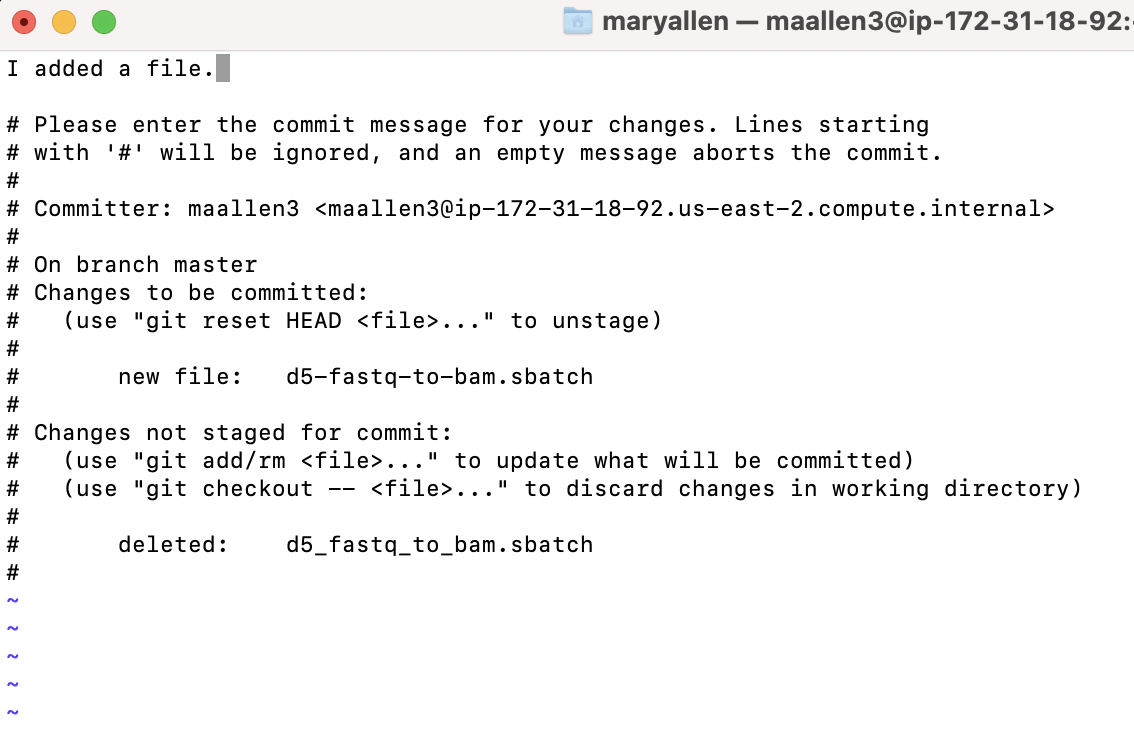 maryallen — maallen3@ip-172-31-18-92:
I added a file.
# Please enter the commit message for your changes. Lines starting
# with '#' will be ignored, and an empty message aborts the commit.
#
# Committer: maallen3 <maallen3@ip-172-31-18-92.us-east-2.compute.internal>
#
# On branch master
# Changes to be committed:
#   (use "git reset HEAD <file>..." to unstage)
#
#       new file:   d5-fastq-to-bam.sbatch
#
# Changes not staged for commit:
#   (use "git add/rm <file>..." to update what will be committed)
#   (use "git checkout -- <file>..." to discard changes in working directory)
#
#       deleted:    d5_fastq_to_bam.sbatch
#
~
~
~
~
~